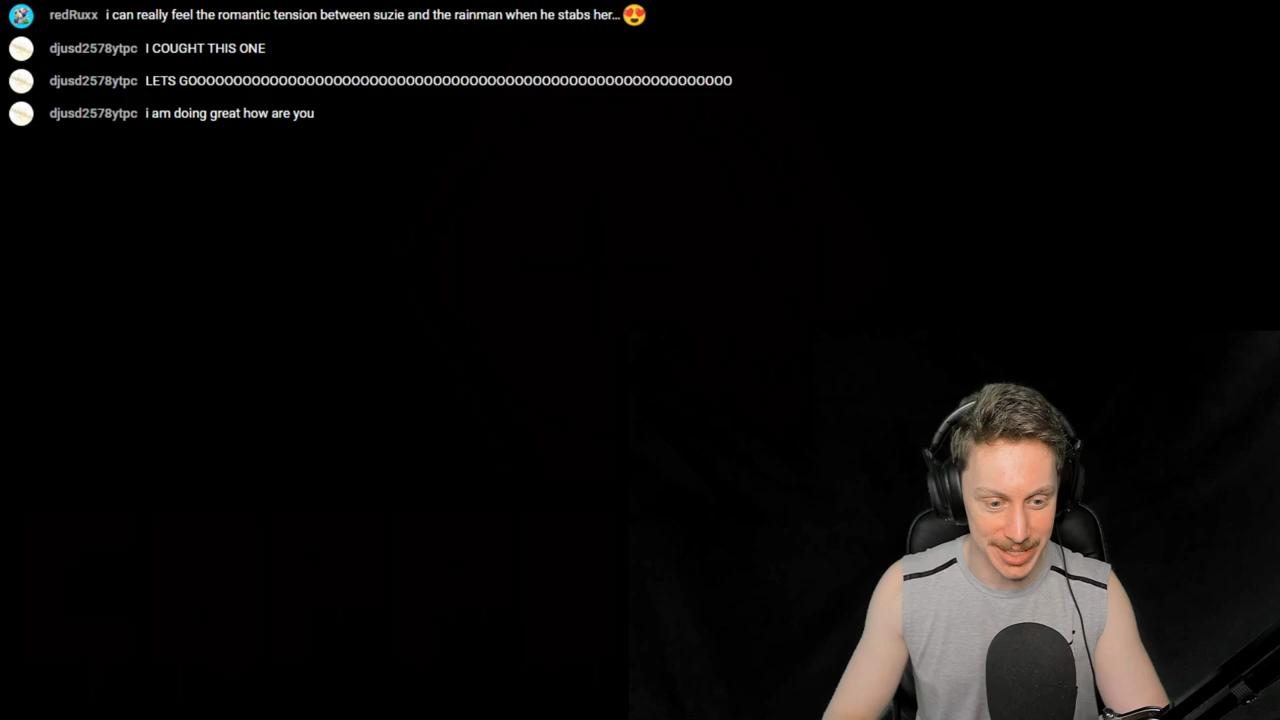 redRuxx i can really feel the romantic tension between suzie and the rainman when he stabs her...😍
djusd2578ytpc I COUGHT THIS ONE
djusd2578ytpc LETS GOOOOOOOOOOOOOOOOOOOOOOOOOOOOOOOOOOOOOOOOOOOOOOOOOOOOOOOOOOOO
djusd2578ytpc i am doing great how are you